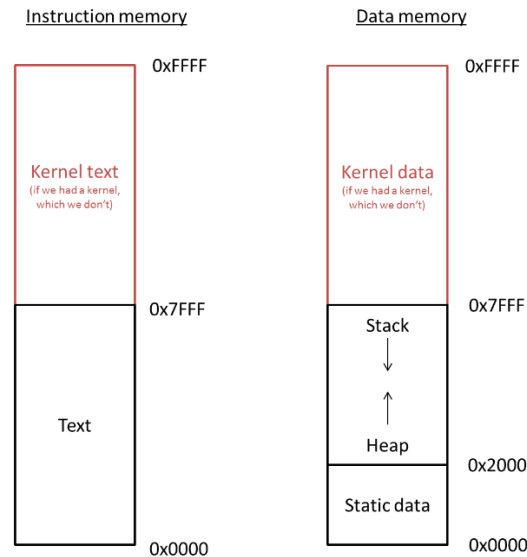 Instruction memory
0xFFFF
Kernel text
(if we had a kernel,
which we don't)
0x7FFF
Text
0x0000
Data memory
0xFFFF
Kernel data
(if we had a kernel,
which we don't)
0x7FFF
Stack
Heap
0x2000
Static data
0x0000